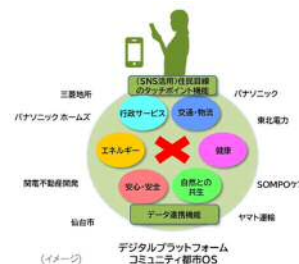 (SNS活用)住民目線
のタッチポイント機能
三菱地所
パナソニック
パナソニック ホームズ
行政サービス
交通・物流
東北電力
エネルギー
健康
関電不動産開発
安心・安全
自然との
共生
SOMPOケ
仙台市
データ連携機能
ヤマト運輸
(イメージ)
デジタルプラットフォーム
コミュニティ都市OS